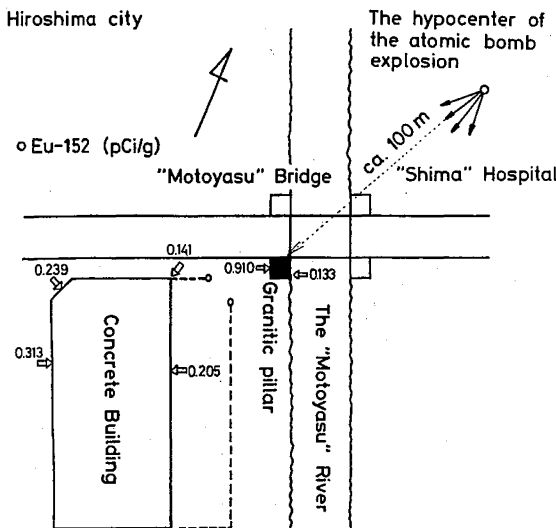 Hiroshima city
The hypocenter of
the atomic bomb
explosion
o Eu-152 (pCi/g)
ca. 100 m
"Motoyasu" Bridge
"Shima" Hospital
0.141
0.239
0.910
0.133
0.313
0.205
Concrete Building
Granitic pillar
The "Motoyasu" River